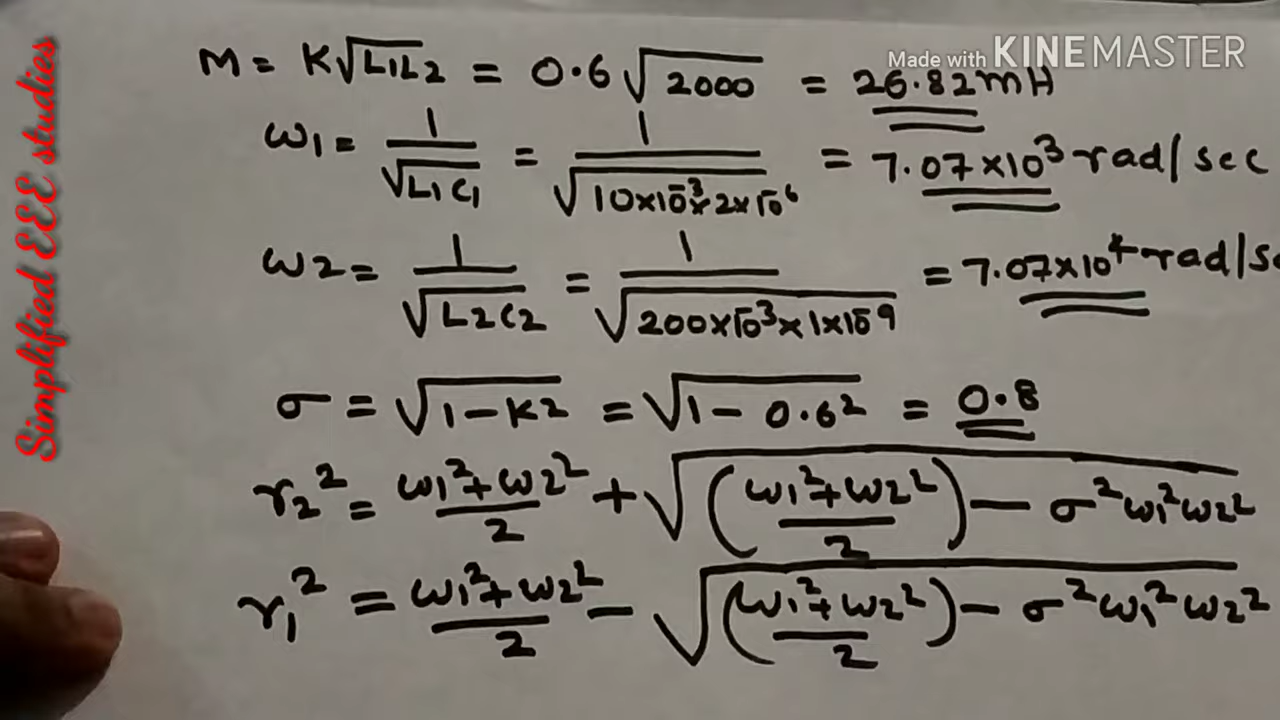 Made with KINEMASTER
Simplified EEE studies
M = K√L1L2 = 0.6 √2000 = 26.82mH
ω1 = 1/√L1C1 = 1/√10×10⁻³×2×10⁻⁶ = 7.07×10³ rad/sec
ω2 = 1/√L2C2 = 1/√200×10⁻³×1×10⁻⁹ = 7.07×10⁴ rad/s
σ = √1-K2 = √1-0.6² = 0.8
r₂² = ω1²+ω2²/2 + √(ω1²+ω2²/2) - σ²ω1²ω2²
r₁² = ω1²+ω2²/2 - √(ω1²+ω2²/2) - σ²ω1²ω2²